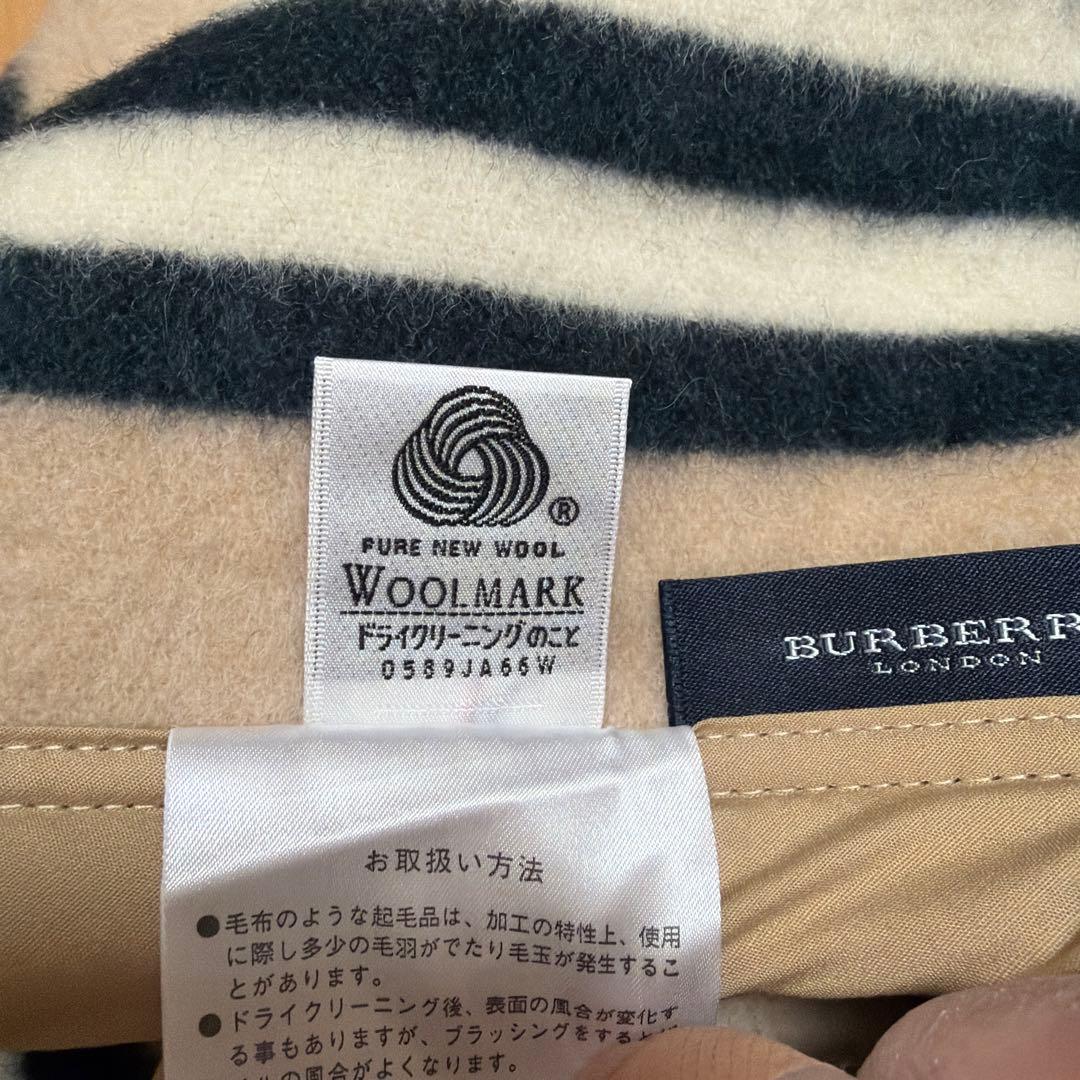 ®
PURE NEW WOOL
WOOLMARK
ドライクリーニングのこと
0589JA66W
BURBERR
LONDON
お取扱い方法
●毛布のような起毛品は、加工の特性上、使用
に際し多少の毛羽がでたり毛玉が発生するこ
とがあります。
●ドライクリーニング後、表面の風合が変化す
る事もありますが、ブラッシングをすると
の風合がよくなります。